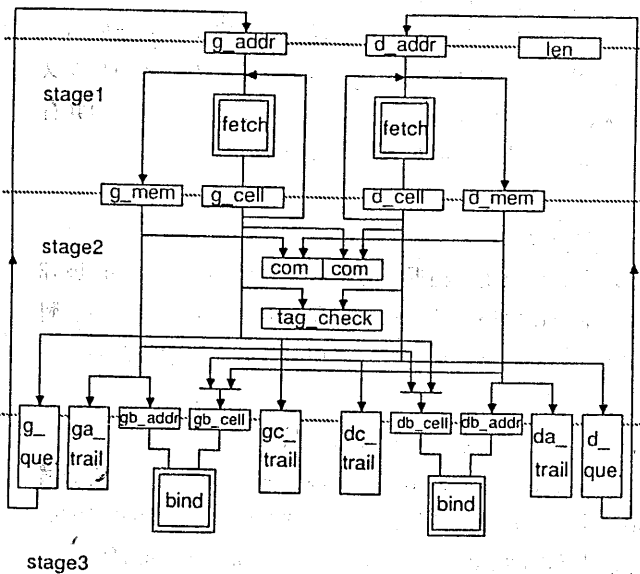 g_addr
d_addr
len
stage1
fetch
fetch
g_mem
g_cell
d_cell
d_mem
stage2
com
com
tag_check
g_
que
ga_
trail
gb_addr
gb_cell
gc_
trail
dc_
trail
db_cell
db_addr
da_
trail
d_
que
bind
bind
stage3